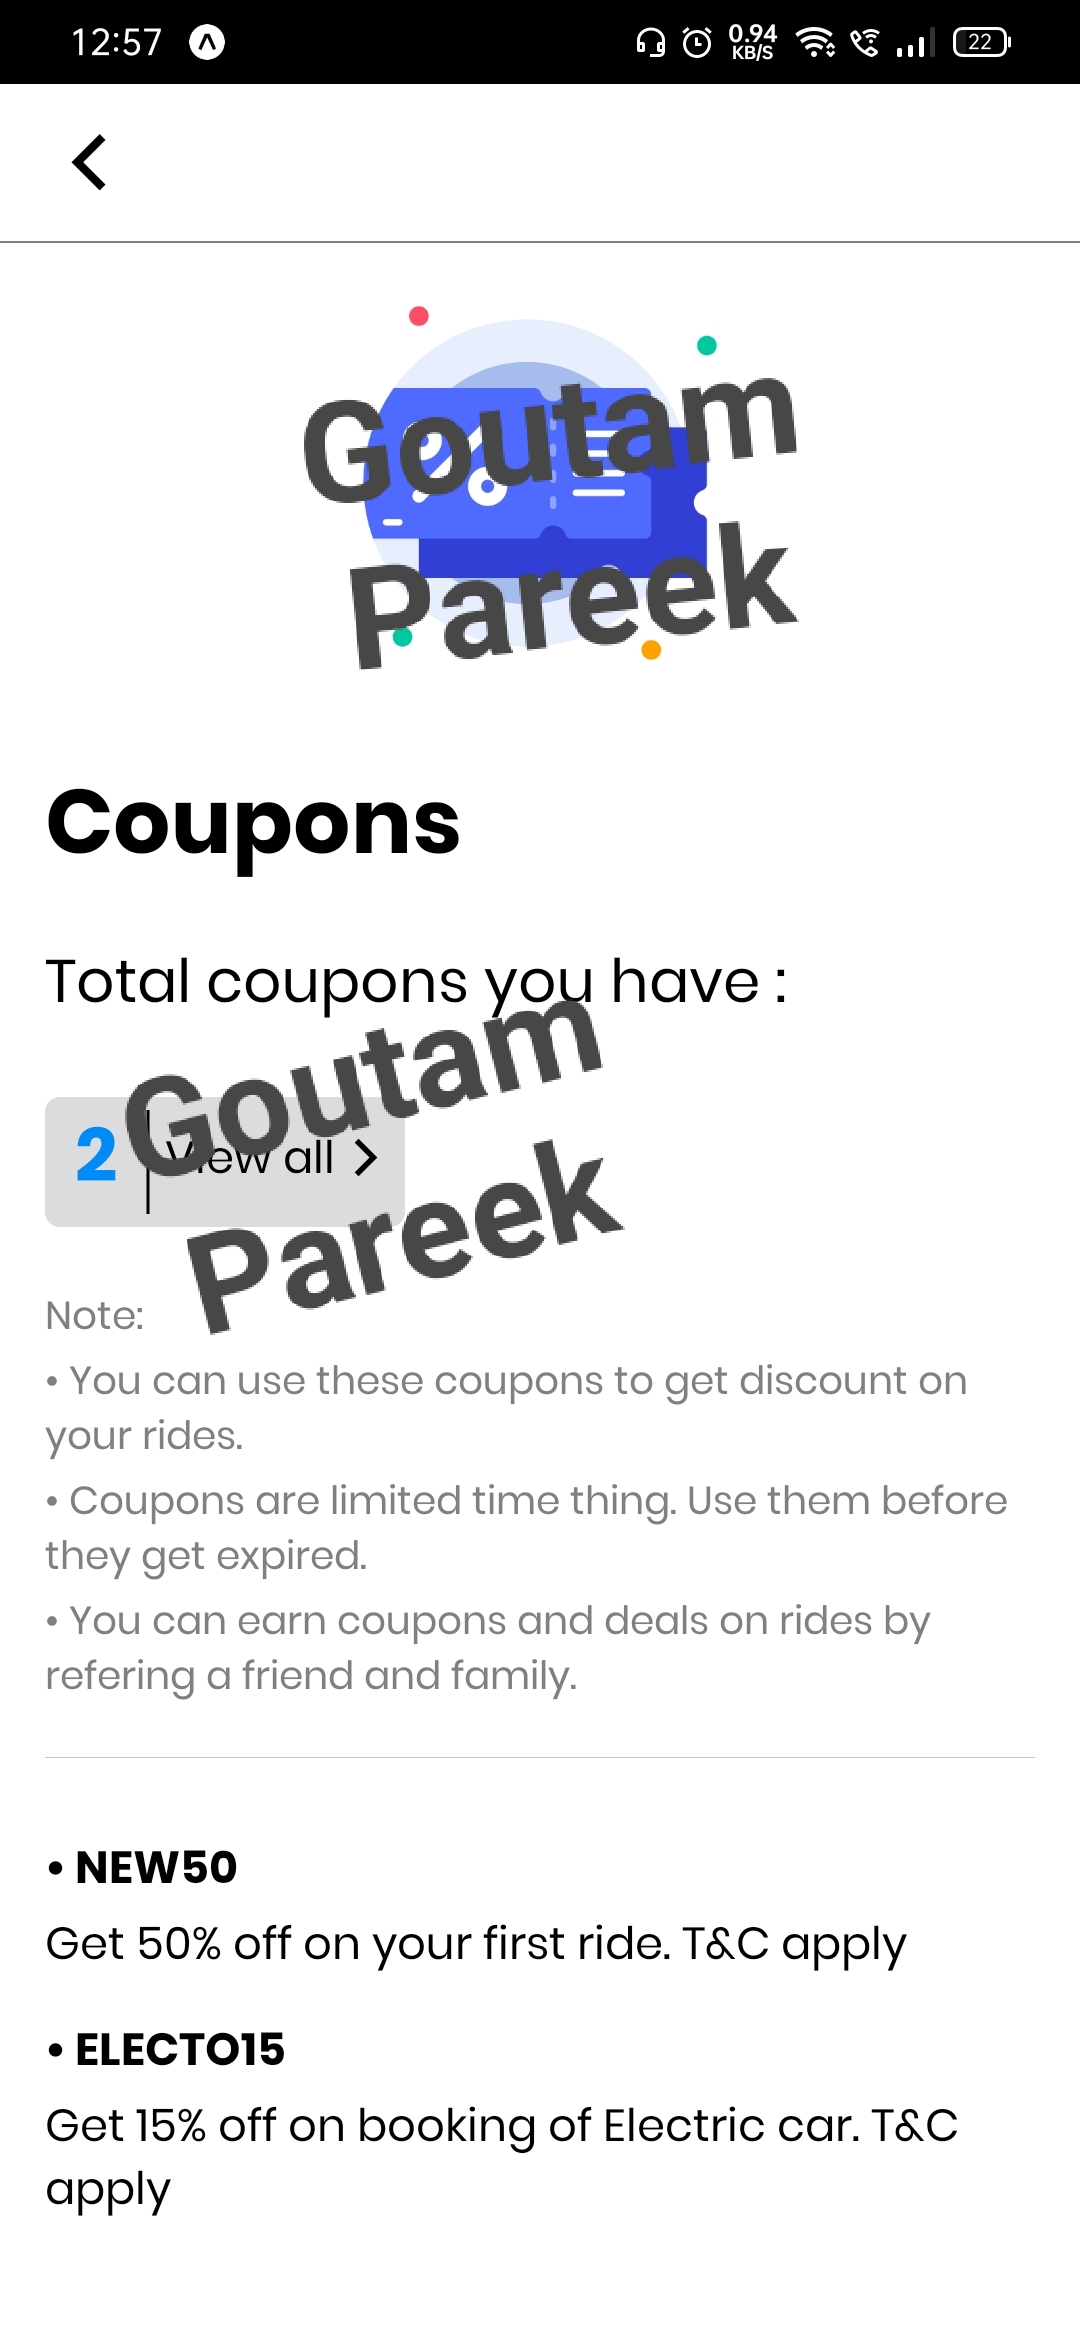 12:57
0.94
KB/S
22
Goutam
Pareek
Coupons
Total coupons you have :
Goutam
2 View all
Pareek
Note:
• You can use these coupons to get discount on
your rides.
• Coupons are limited time thing. Use them before
they get expired.
• You can earn coupons and deals on rides by
refering a friend and family.
• NEW50
Get 50% off on your first ride. T&C apply
• ELECTO15
Get 15% off on booking of Electric car. T&C
apply